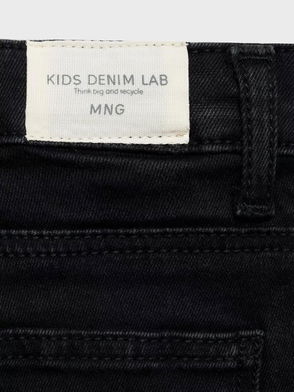 KIDS DENIM LAB
Think big and recycle
MNG